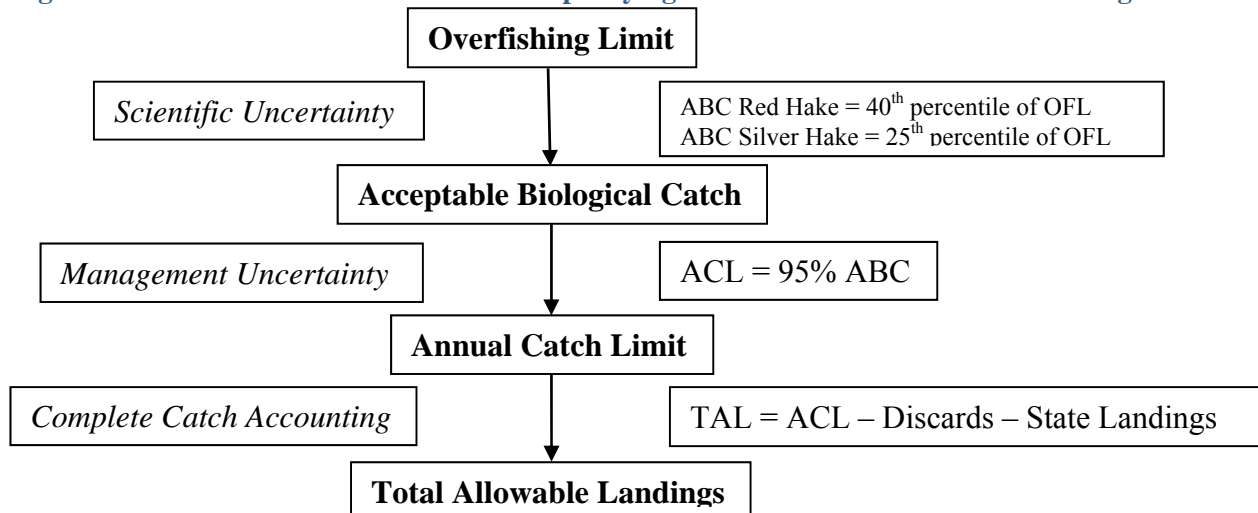 Overfishing Limit
Scientific Uncertainty
ABC Red Hake = 40th percentile of OFL
ABC Silver Hake = 25th percentile of OFL
Acceptable Biological Catch
Management Uncertainty
ACL = 95% ABC
Annual Catch Limit
Complete Catch Accounting
TAL = ACL – Discards – State Landings
Total Allowable Landings